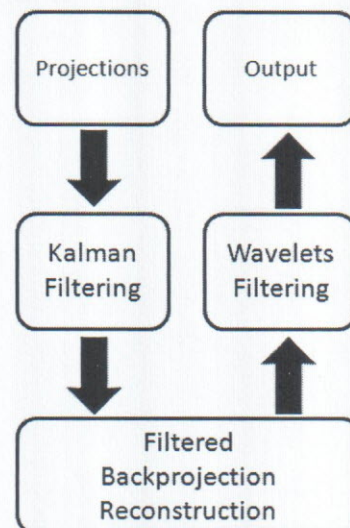 Projections
Output
Kalman
Filtering
Wavelets
Filtering
Filtered
Backprojection
Reconstruction